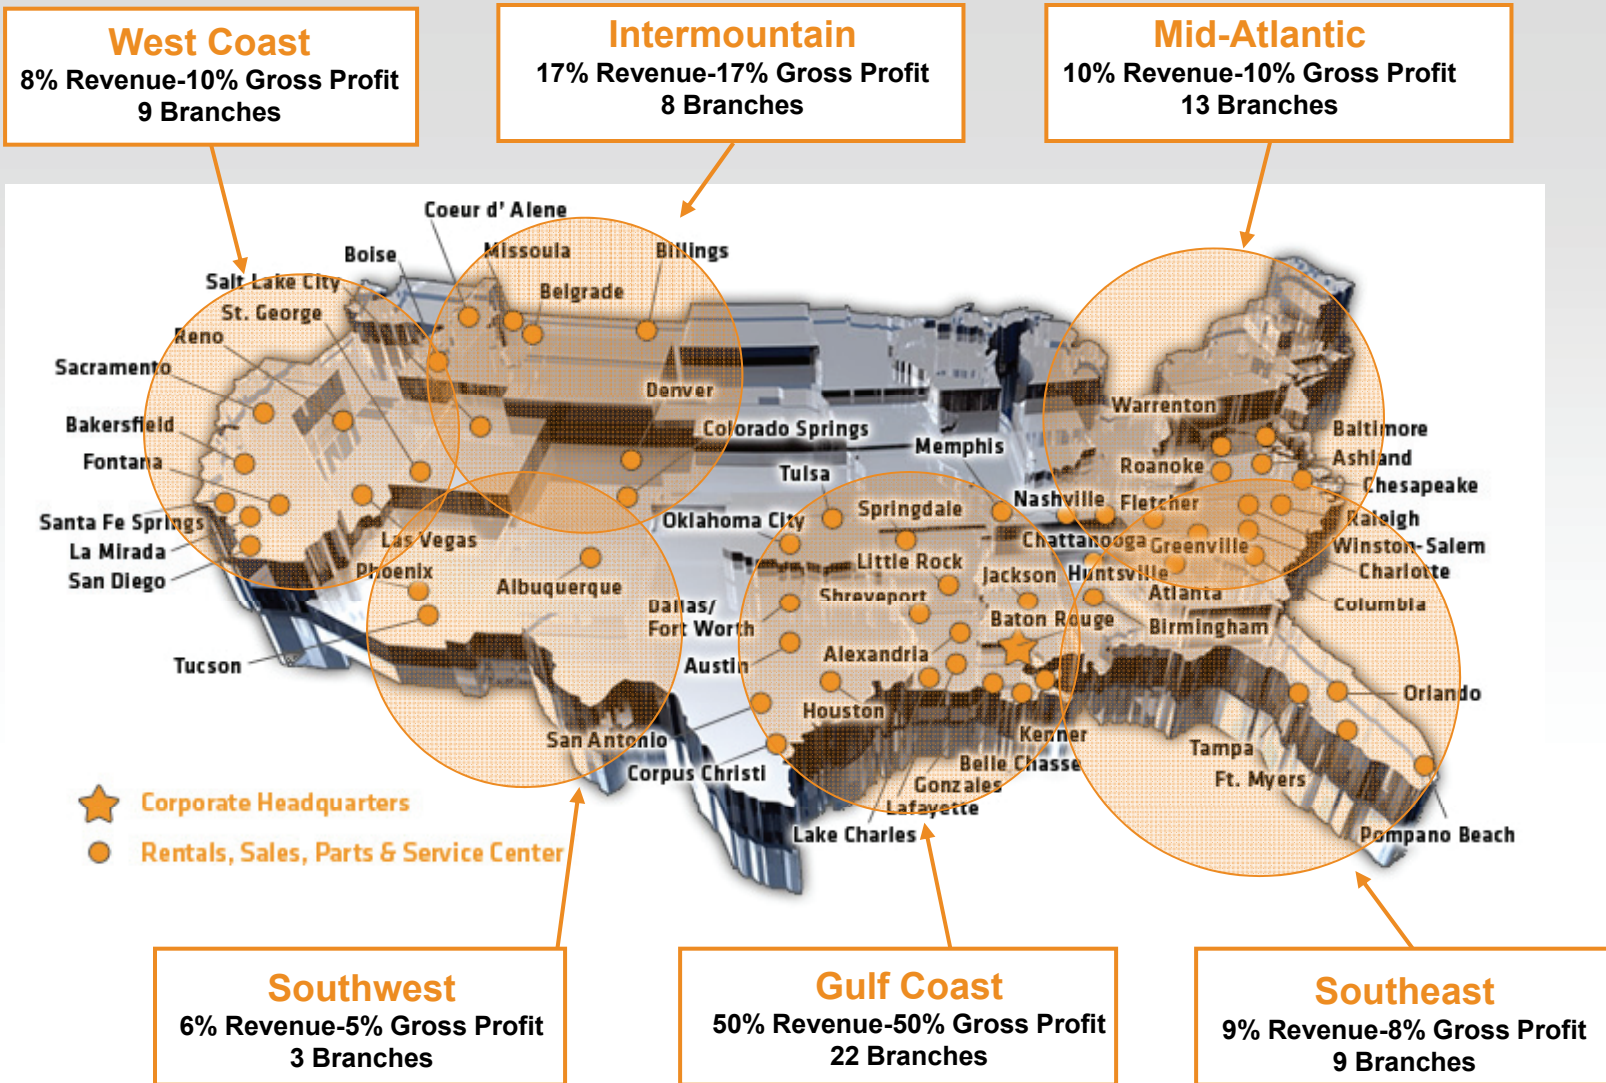 West Coast
8% Revenue-10% Gross Profit
9 Branches
Intermountain
17% Revenue-17% Gross Profit
8 Branches
Mid-Atlantic
10% Revenue-10% Gross Profit
13 Branches
Coeur d' Alene
Boise
Missoula
Billings
Salt Lake City
Belgrade
St. George
Reno
Sacramento
Denver
Warrenton
Bakersfield
Colorado Springs
Baltimore
Memphis
Fontana
Tulsa
Roanoke
Ashland
Chesapeake
Santa Fe Springs
Oklahoma City
Springdale
Nashville
Fletcher
Raleigh
La Mirada
Las Vegas
Chattanooga
Greenville
Winston-Salem
San Diego
Phoenix
Albuquerque
Little Rock
Jackson
Huntsville
Charlotte
Shreveport
Atlanta
Columbia
Dallas/
Fort Worth
Baton Rouge
Birmingham
Tucson
Austin
Alexandria
Orlando
Houston
San Antonio
Kenner
Tampa
Corpus Christi
Belle Chasse
Ft. Myers
Gonzales
Lafayette
Lake Charles
Pompano Beach
Corporate Headquarters
Rentals, Sales, Parts & Service Center
Southwest
6% Revenue-5% Gross Profit
3 Branches
Gulf Coast
50% Revenue-50% Gross Profit
22 Branches
Southeast
9% Revenue-8% Gross Profit
9 Branches